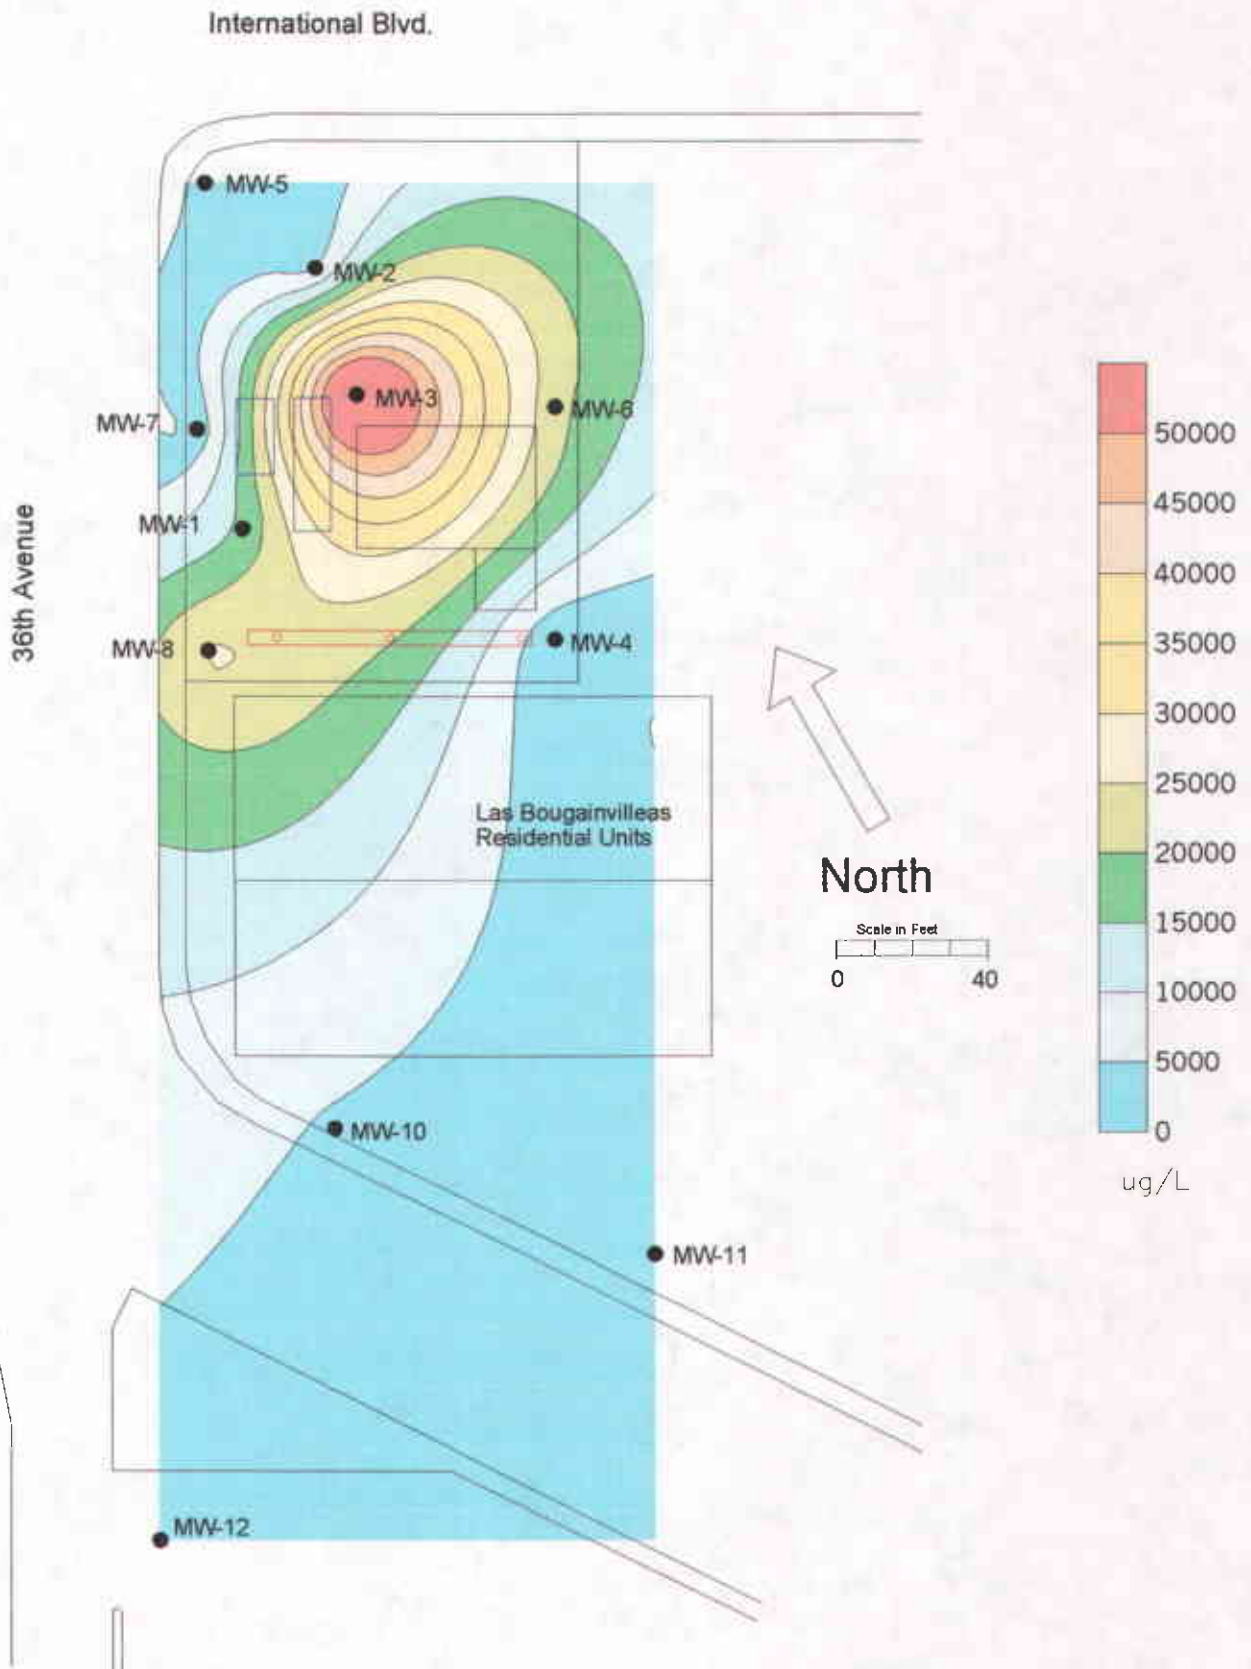 International Blvd.
MW-5
MW-2
MW-3
MW-6
MW-7
MW-1
36th Avenue
MW-8
MW-4
Las Bougainvilleas
Residential Units
North
Scale in Feet
0 40
50000
45000
40000
35000
30000
25000
20000
15000
10000
5000
0
ug/L
MW-10
MW-11
MW-12